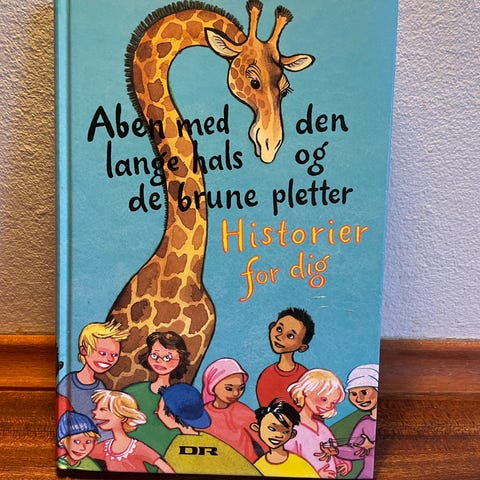 Aben med den
lange hals og
de brune pletter
Historier
for dig
DR